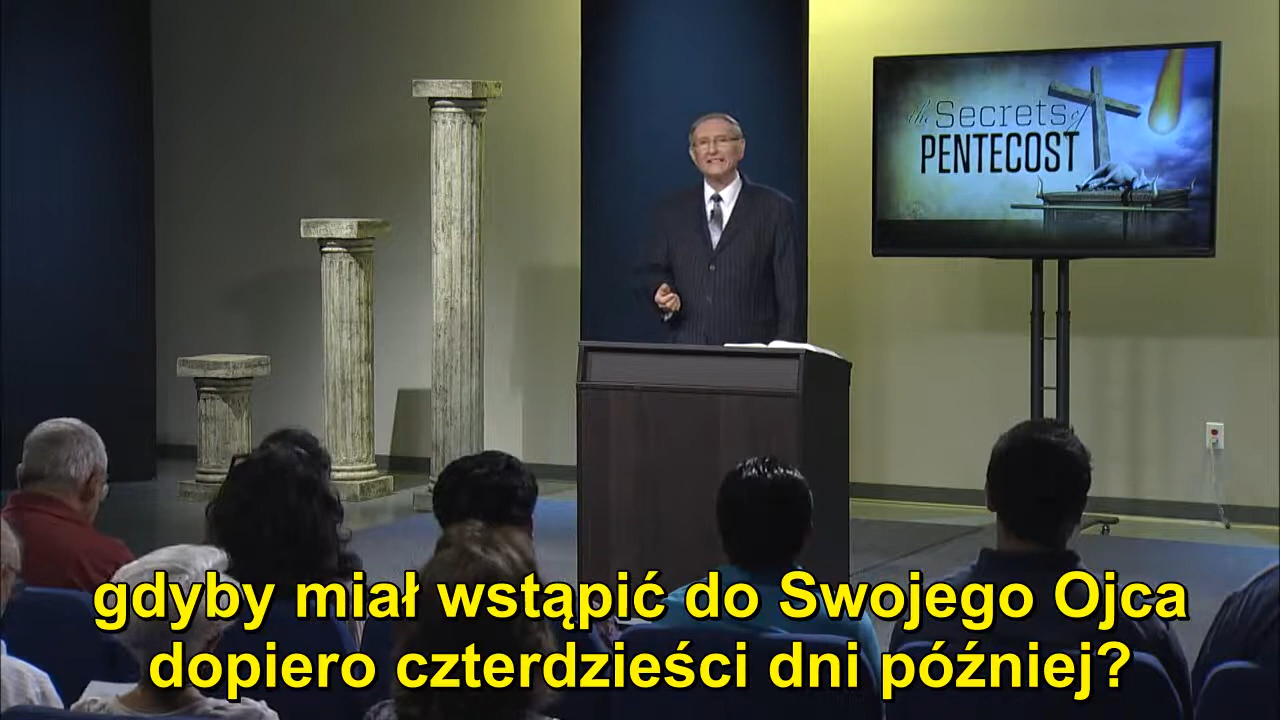 the Secrets of
PENTECOST
gdyby miał wstąpić do Swojego Ojca
dopiero czterdzieści dni później?